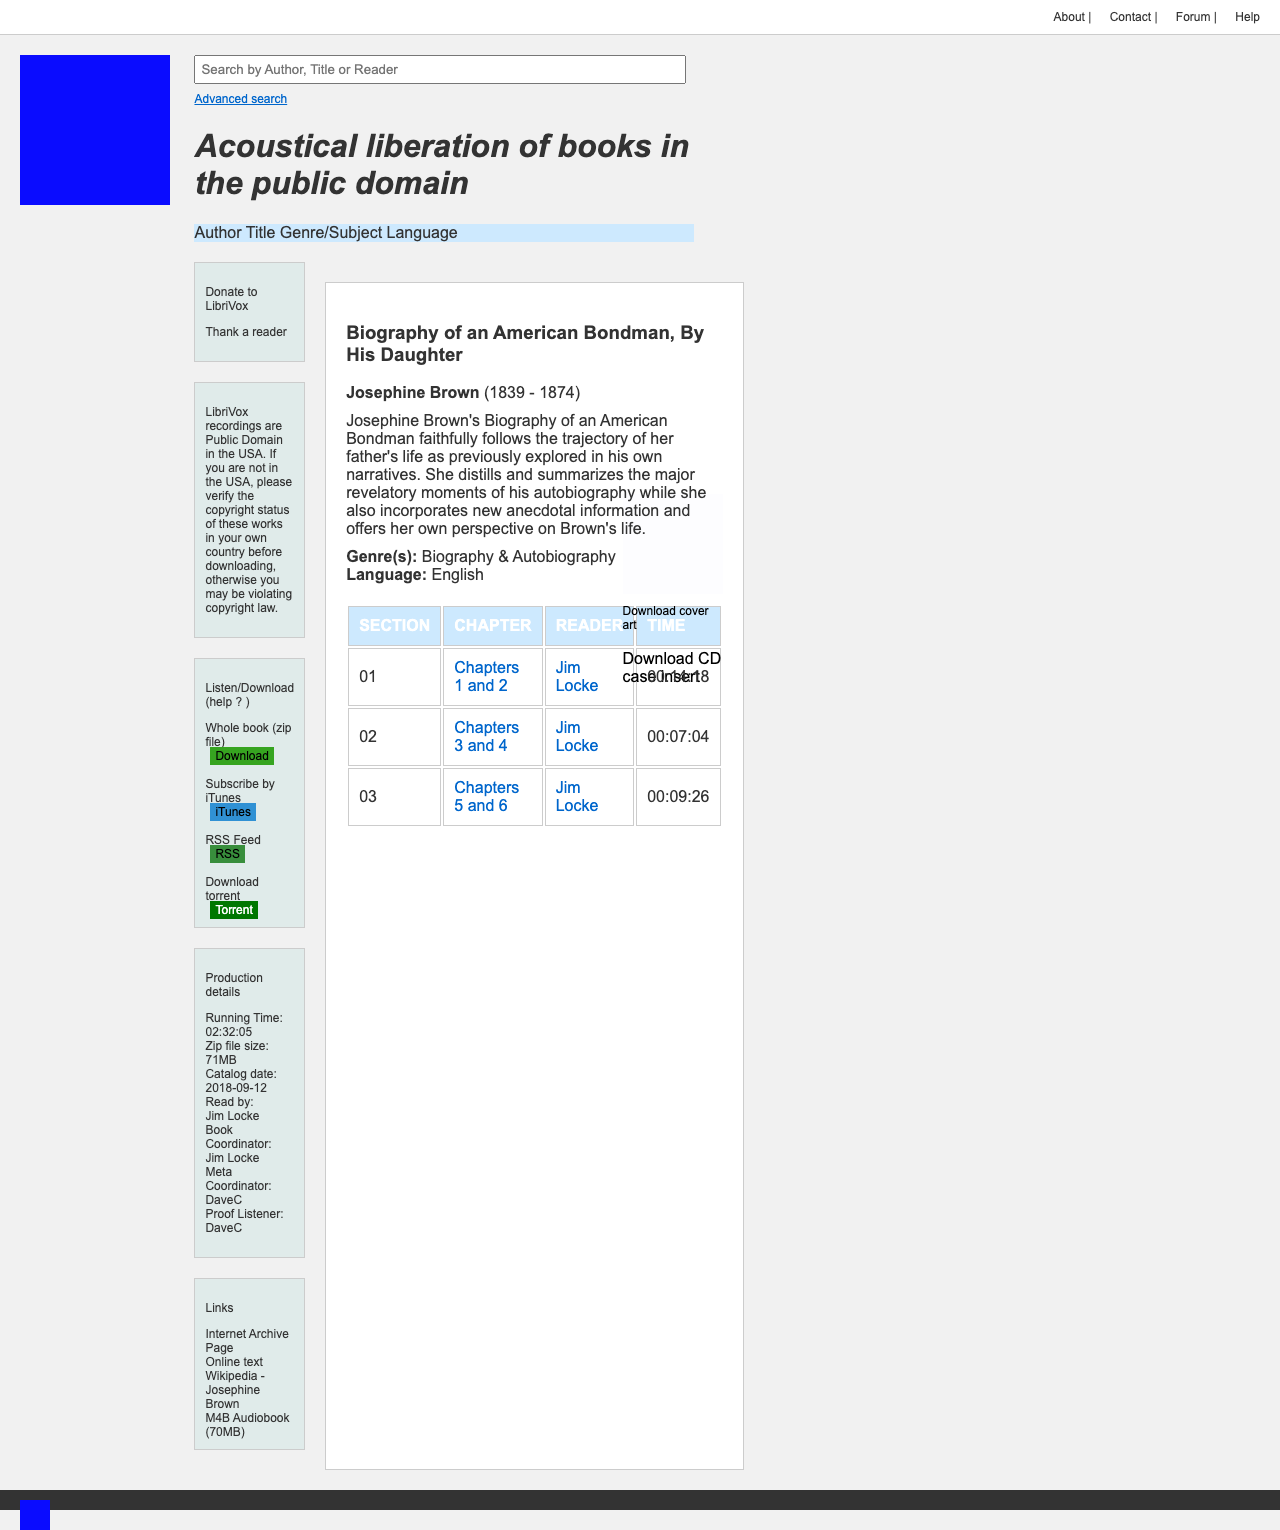 About |
Contact |
Forum |
Help
Search by Author, Title or Reader
Advanced search
Acoustical liberation of books in
the public domain
Author Title Genre/Subject Language
Donate to
LibriVox
Thank a reader
LibriVox
recordings are
Public Domain
in the USA. If
you are not in
the USA, please
verify the
copyright status
of these works
in your own
country before
downloading,
otherwise you
may be violating
copyright law.
Listen/Download
(help ? )
Whole book (zip
file)
Download
Subscribe by
iTunes
iTunes
RSS Feed
RSS
Download
torrent
Torrent
Production
details
Running Time:
02:32:05
Zip file size:
71MB
Catalog date:
2018-09-12
Read by:
Jim Locke
Book
Coordinator:
Jim Locke
Meta
Coordinator:
DaveC
Proof Listener:
DaveC
Links
Internet Archive
Page
Online text
Wikipedia -
Josephine
Brown
M4B Audiobook
(70MB)
Biography of an American Bondman, By
His Daughter
Josephine Brown (1839 - 1874)
Josephine Brown's Biography of an American
Bondman faithfully follows the trajectory of her
father's life as previously explored in his own
narratives. She distills and summarizes the major
revelatory moments of his autobiography while she
also incorporates new anecdotal information and
offers her own perspective on Brown's life.
Genre(s): Biography & Autobiography
Language: English
Download cover
art
Download CD
case insert
SECTION CHAPTER READER TIME
01 Chapters 1 and 2 Jim Locke 00:14:18
02 Chapters 3 and 4 Jim Locke 00:07:04
03 Chapters 5 and 6 Jim Locke 00:09:26